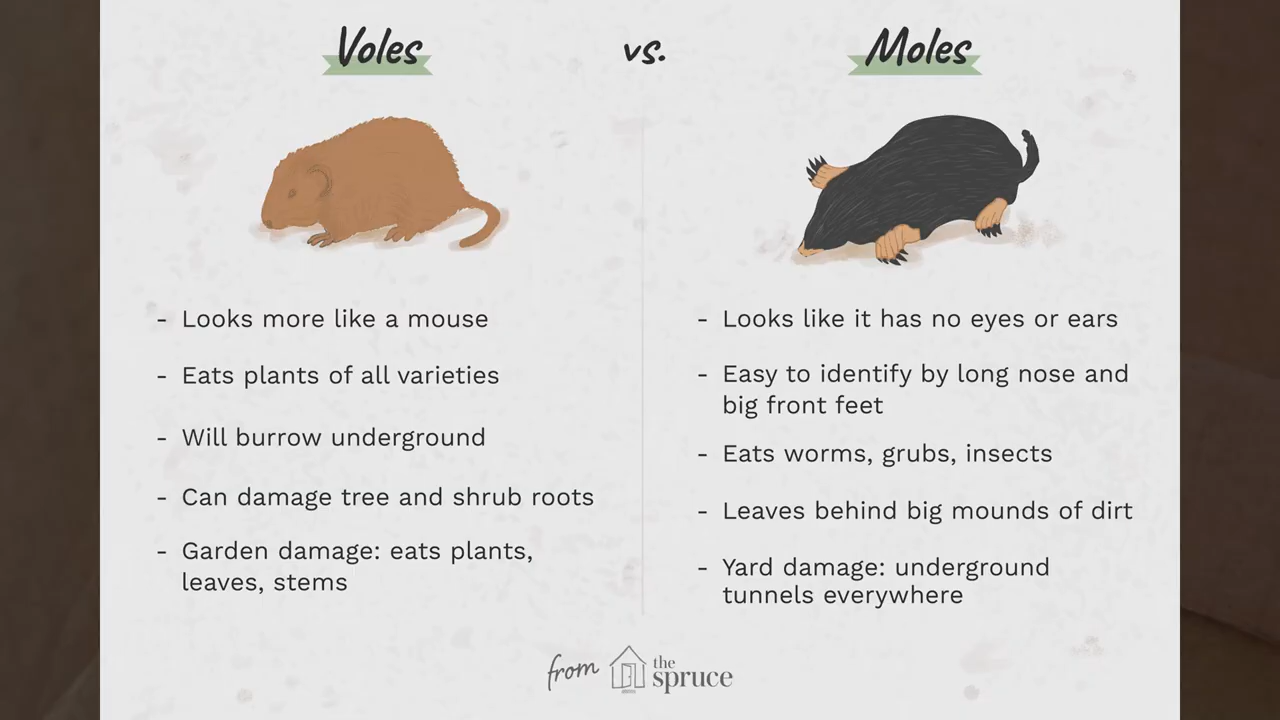 Voles vs. Moles
- Looks more like a mouse
- Eats plants of all varieties
- Will burrow underground
- Can damage tree and shrub roots
- Garden damage: eats plants,
leaves, stems
- Looks like it has no eyes or ears
- Easy to identify by long nose and
big front feet
- Eats worms, grubs, insects
- Leaves behind big mounds of dirt
- Yard damage: underground
tunnels everywhere
from the
spruce